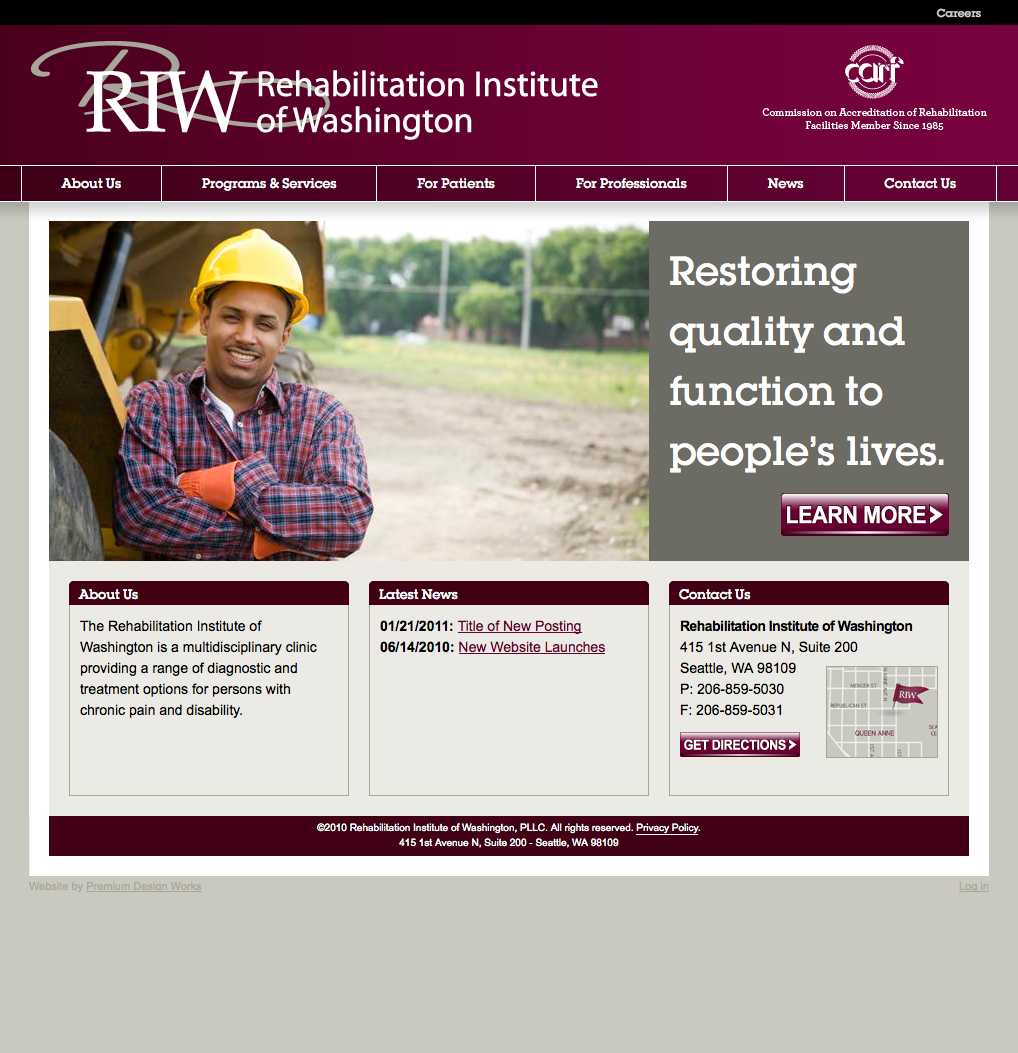 Careers
RIW Rehabilitation Institute
of Washington
carf
Commission on Accreditation of Rehabilitation
Facilities Member Since 1985
About Us
Programs & Services
For Patients
For Professionals
News
Contact Us
Restoring
quality and
function to
people's lives.
LEARN MORE
About Us
The Rehabilitation Institute of
Washington is a multidisciplinary clinic
providing a range of diagnostic and
treatment options for persons with
chronic pain and disability.
Latest News
01/21/2011: Title of New Posting
06/14/2010: New Website Launches
Contact Us
Rehabilitation Institute of Washington
415 1st Avenue N, Suite 200
Seattle, WA 98109
P: 206-859-5030
F: 206-859-5031
GET DIRECTIONS
MERCER ST
RIW
REPUBLICAN ST
QUEEN ANNE
©2010 Rehabilitation Institute of Washington, PLLC. All rights reserved. Privacy Policy.
415 1st Avenue N, Suite 200 - Seattle, WA 98109
Website by Premium Design Works
Log in